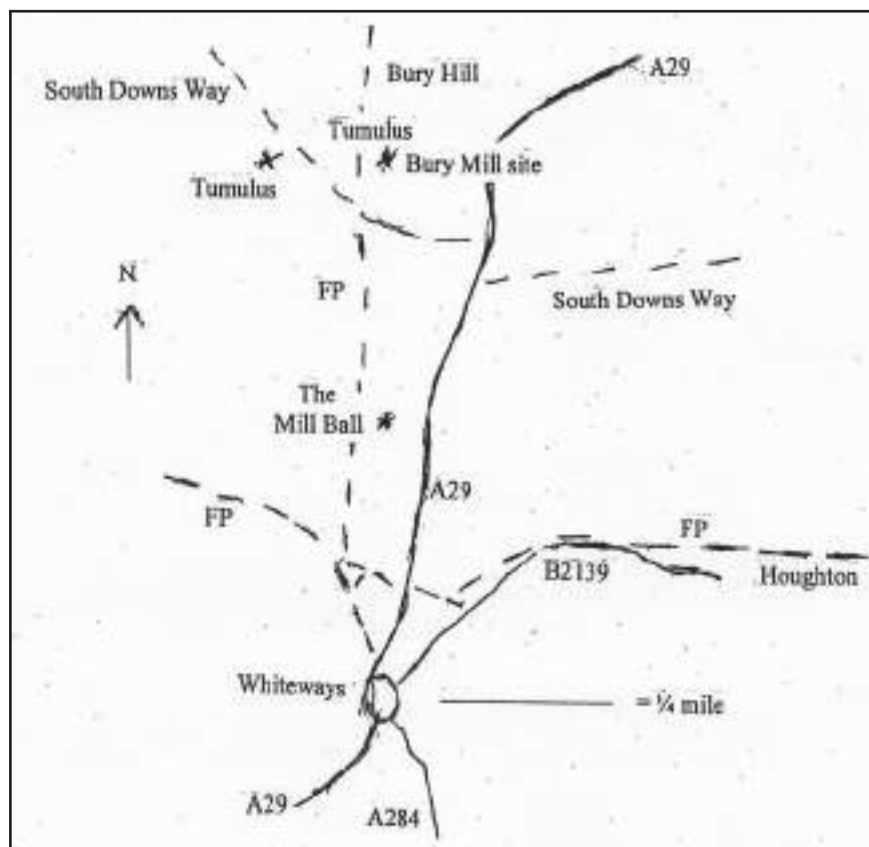 Bury Hill
A29
South Downs Way
Tumulus
Bury Mill site
Tumulus
N
FP
South Downs Way
The
Mill Ball
A29
FP
FP
B2139
Houghton
Whiteways
= ¼ mile
A29
A284